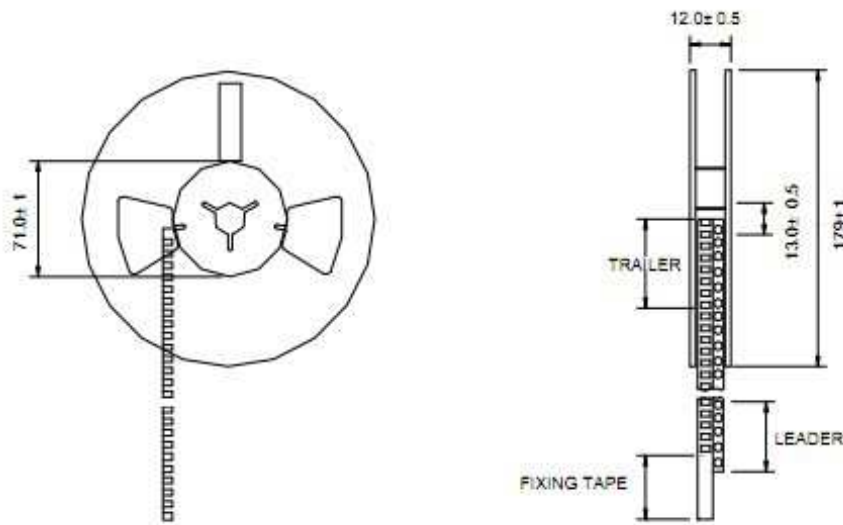 12.0± 0.5
71.0± 1
TRAILER
13.0± 0.5
179±1
LEADER
FIXING TAPE